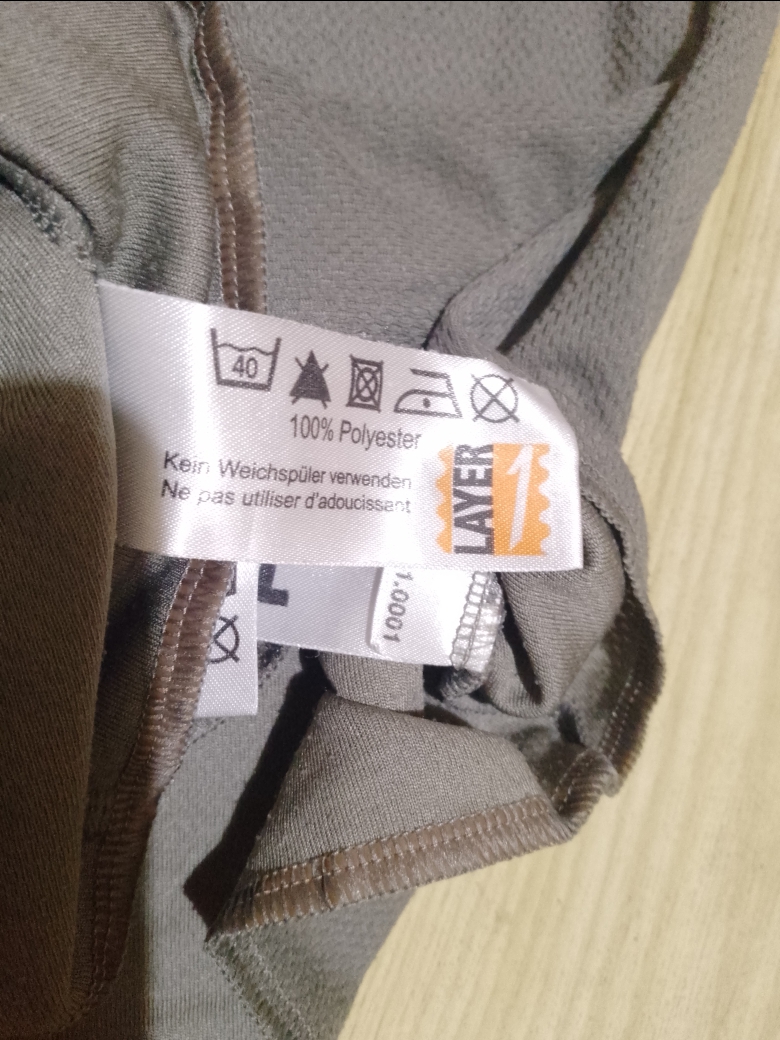 40
100% Polyester
Kein Weichspüler verwenden
Ne pas utiliser d'adoucissant
LAYER 1
1.0001